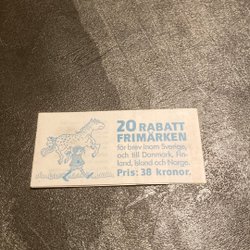 20 RABATT
FRIMÄRKEN
för brev inom Sverige,
och till Danmark, Fin-
land, Island och Norge.
Pris: 38 kronor.